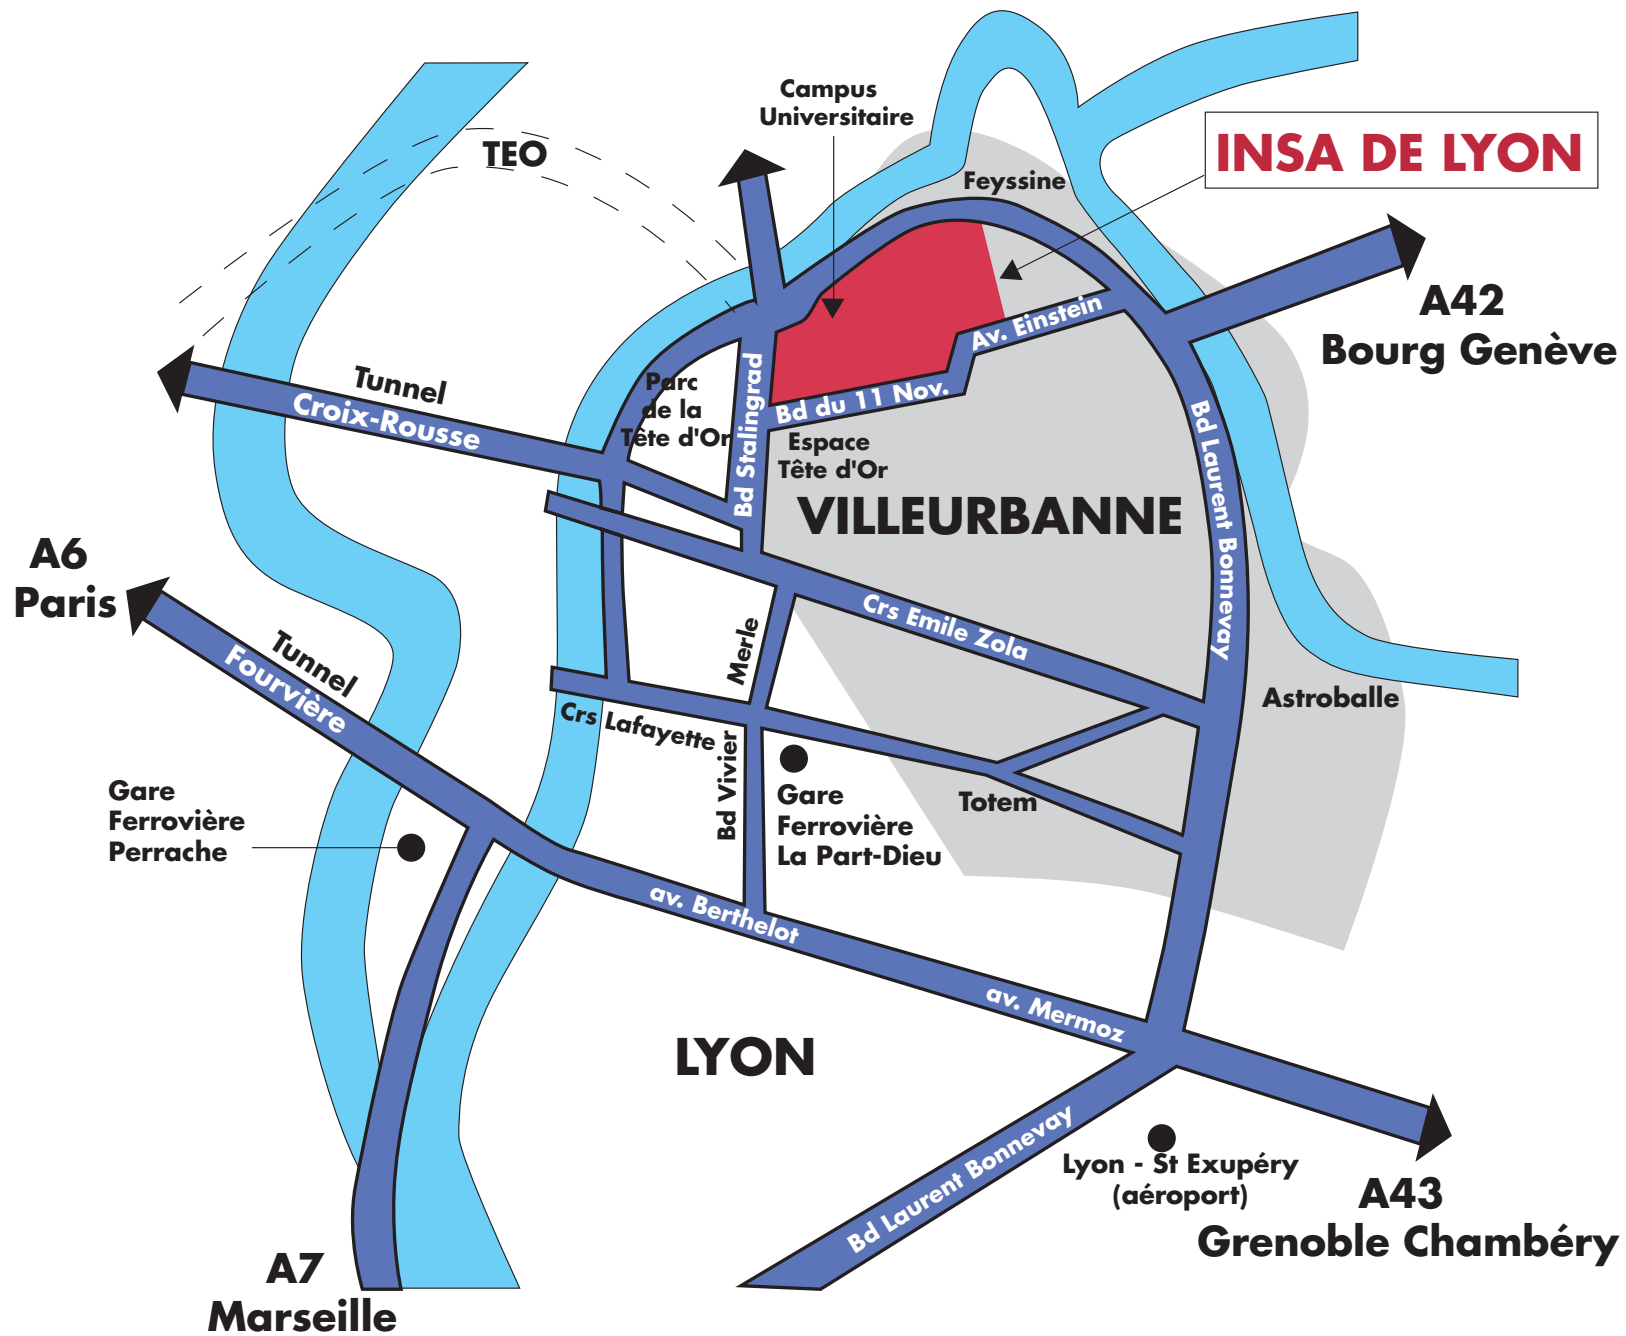 Campus
Universitaire
TEO
INSA DE LYON
Feyssine
A42
Bourg Genève
Tunnel
Croix-Rousse
Parc
de la
Tête d'Or
Bd Stalingrad
Av. Einstein
Bd du 11 Nov.
Espace
Tête d'Or
VILLEURBANNE
Bd Laurent Bonnevay
A6
Paris
Tunnel
Fourvière
Merle
Crs Emile Zola
Astroballe
Crs Lafayette
Bd Vivier
Gare
Ferrovière
La Part-Dieu
Totem
Gare
Ferrovière
Perrache
av. Berthelot
av. Mermoz
LYON
Bd Laurent Bonnevay
Lyon - St Exupéry
(aéroport)
A43
Grenoble Chambéry
A7
Marseille